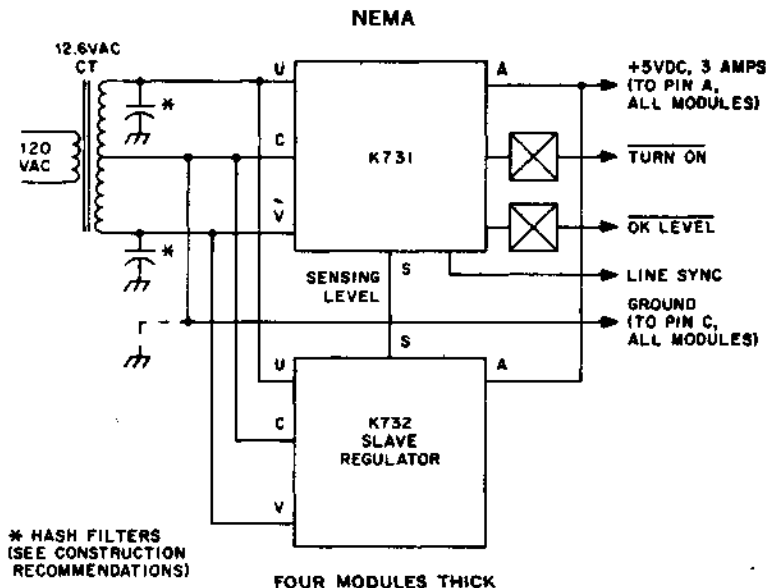 NEMA
12.6VAC
CT
120
VAC
*
*
U
C
V
K731
A
S
+5VDC, 3 AMPS
(TO PIN A,
ALL MODULES)
TURN ON
OK LEVEL
LINE SYNC
SENSING
LEVEL
GROUND
(TO PIN C,
ALL MODULES)
S
U
C
V
K732
SLAVE
REGULATOR
A
* HASH FILTERS
(SEE CONSTRUCTION
RECOMMENDATIONS)
FOUR MODULES THICK